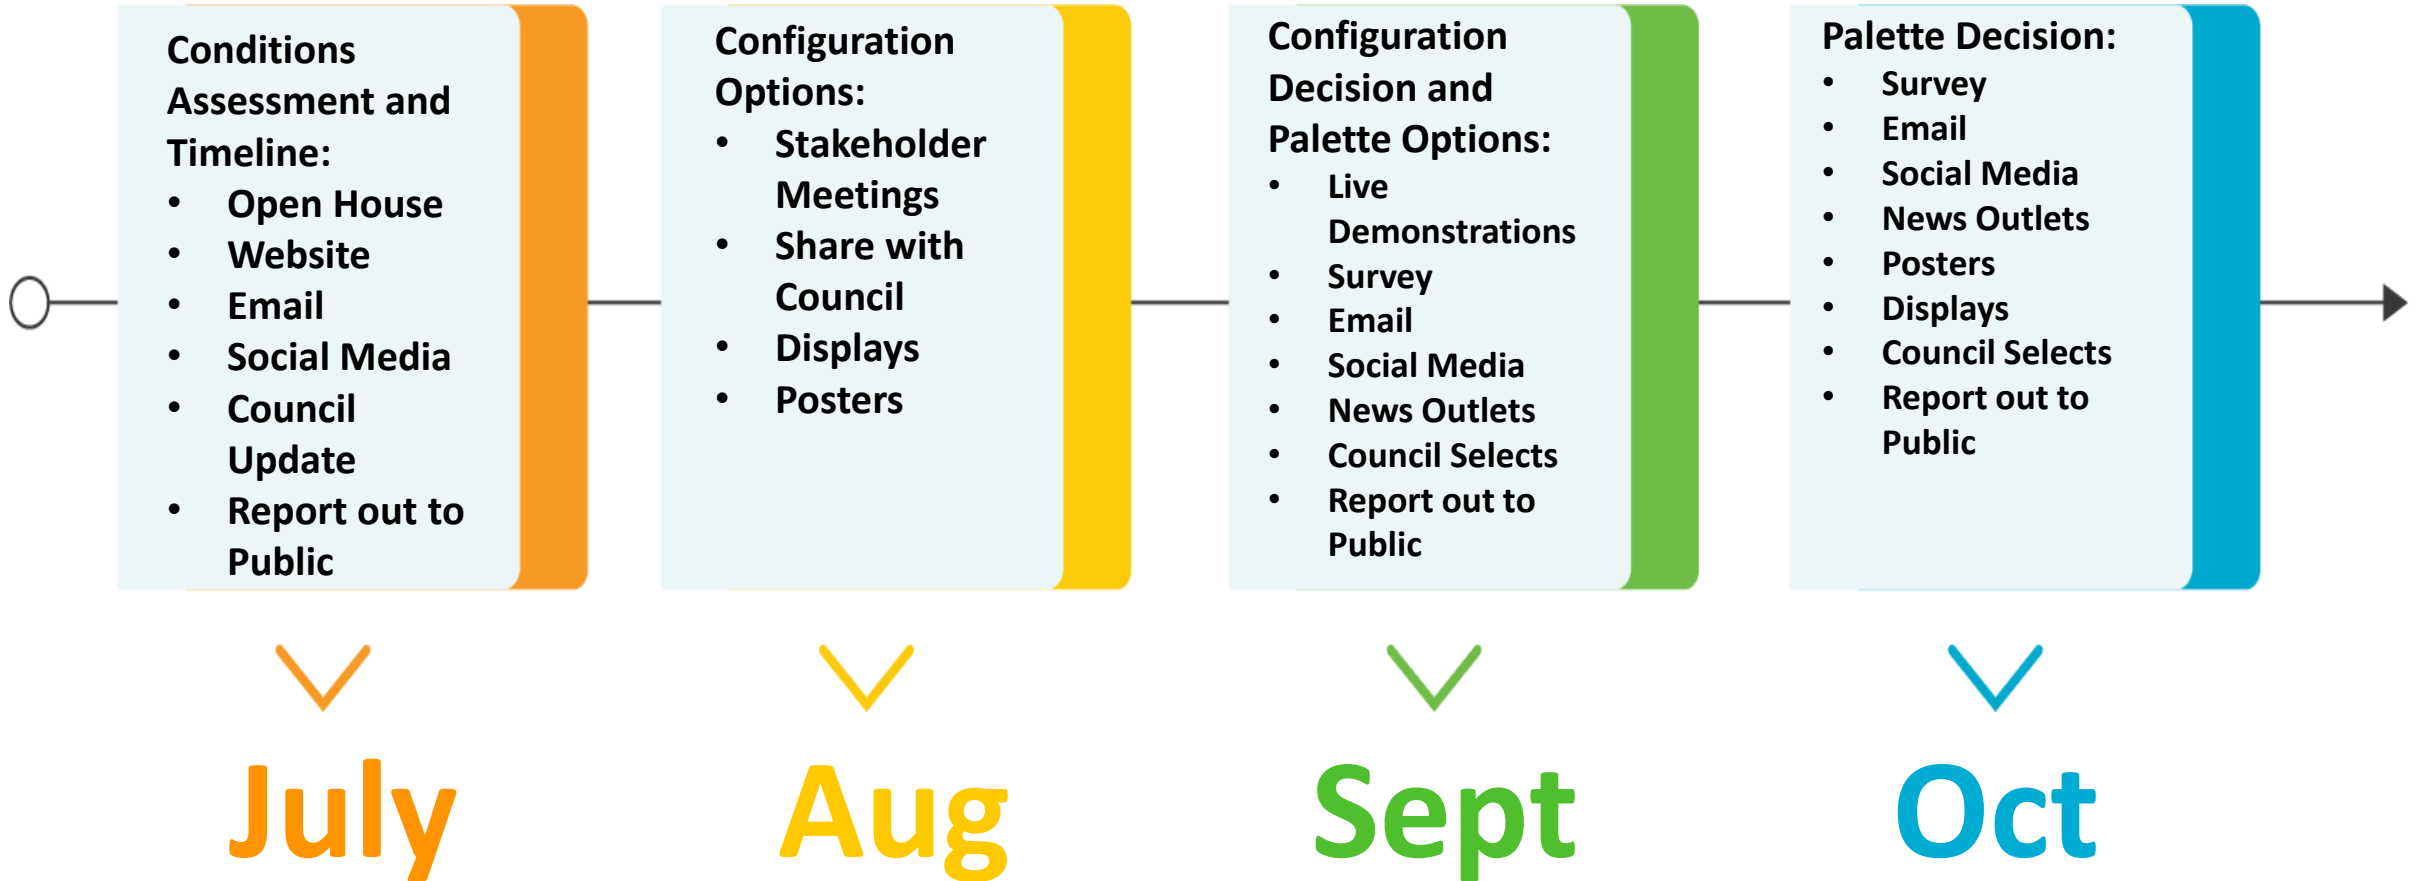 Conditions
Assessment and
Timeline:
• Open House
• Website
• Email
• Social Media
• Council
Update
• Report out to
Public
Configuration
Options:
• Stakeholder
Meetings
• Share with
Council
• Displays
• Posters
Configuration
Decision and
Palette Options:
• Live
Demonstrations
• Survey
• Email
• Social Media
• News Outlets
• Council Selects
• Report out to
Public
Palette Decision:
• Survey
• Email
• Social Media
• News Outlets
• Posters
• Displays
• Council Selects
• Report out to
Public
July
Aug
Sept
Oct